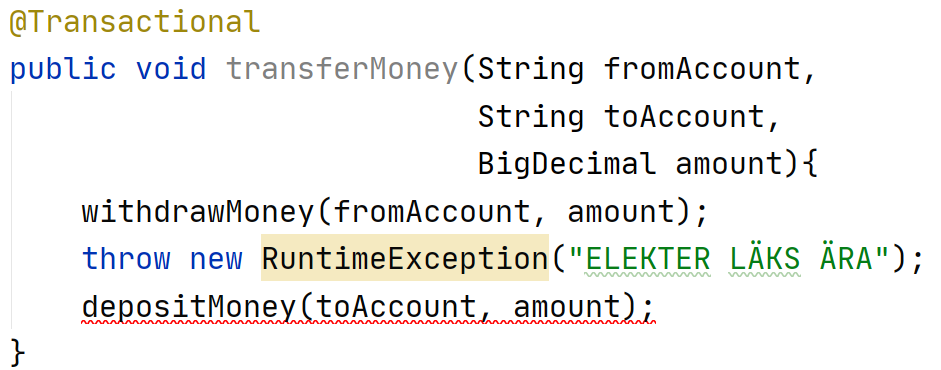 @Transactional
public void transferMoney(String fromAccount,
String toAccount,
BigDecimal amount){
withdrawMoney(fromAccount, amount);
throw new RuntimeException("ELEKTER LÄKS ÄRA");
depositMoney(toAccount, amount);
}